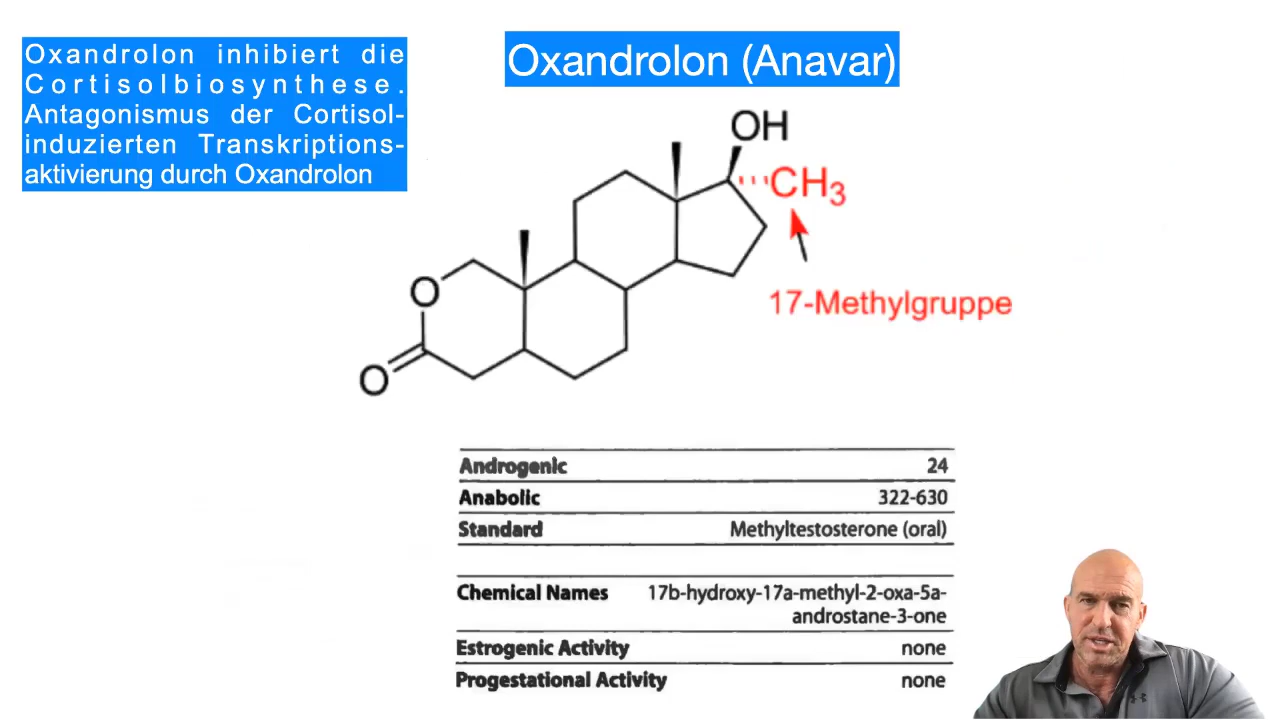 Oxandrolon inhibiert die
Cortisolbiosynthese.
Antagonismus der Cortisol-
induzierten Transkriptions-
aktivierung durch Oxandrolon
Oxandrolon (Anavar)
OH
CH3
17-Methylgruppe
O
O
Androgenic 24
Anabolic 322-630
Standard Methyltestosterone (oral)
Chemical Names 17b-hydroxy-17a-methyl-2-oxa-5a-
androstane-3-one
Estrogenic Activity none
Progestational Activity none